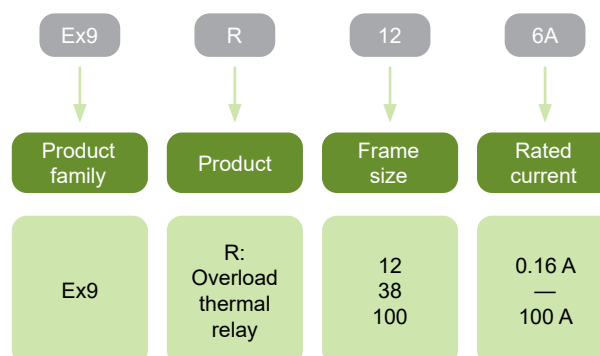 Ex9
R
12
6A
Product
family
Product
Frame
size
Rated
current
Ex9
R:
Overload
thermal
relay
12
38
100
0.16 A
—
100 A